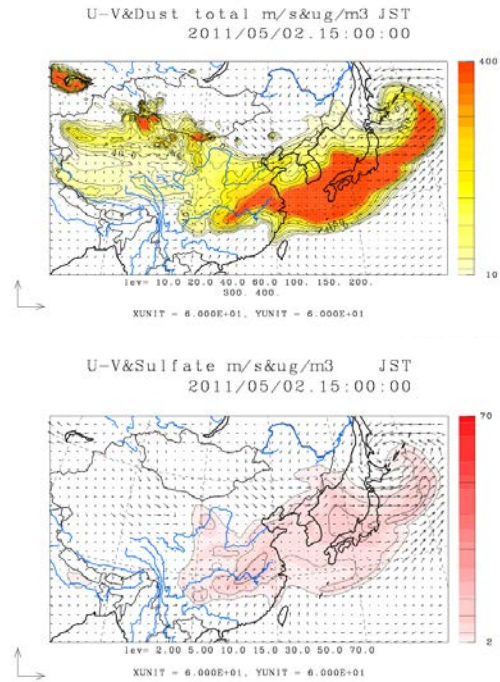 U-V&Dust total m/s&ug/m3 JST
2011/05/02.15:00:00
400
10
lev= 10.0 20.0 40.0 60.0 100. 150. 200.
300. 400.
XUNIT = 6.000E+01, YUNIT = 6.000E+01
U-V&Sulfate m/s&ug/m3 JST
2011/05/02.15:00:00
70
2
lev= 2.00 5.00 10.0 15.0 30.0 50.0 70.0
XUNIT = 6.000E+01, YUNIT = 6.000E+01